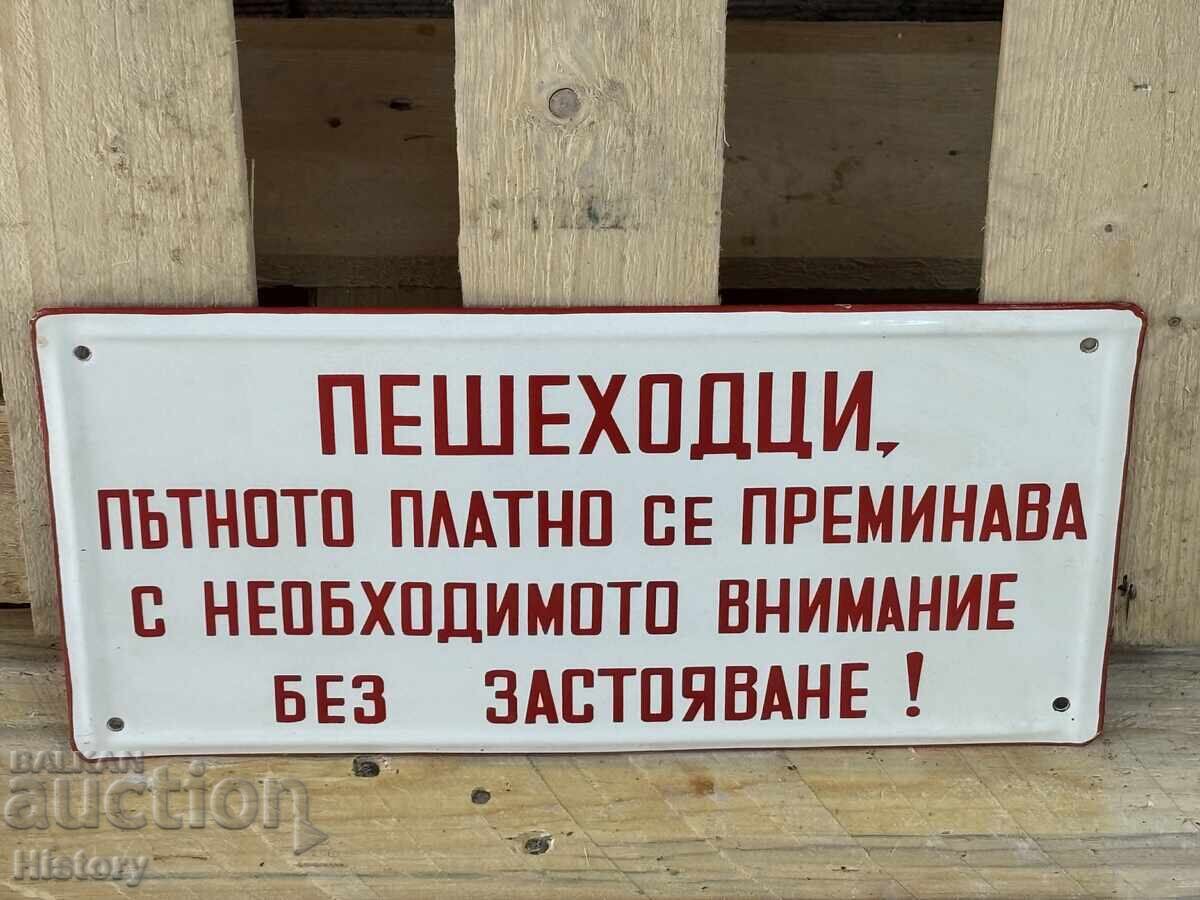 ПЕШЕХОДЦИ,
ПЪТНОТО ПЛАТНО СЕ ПРЕМИНАВА
С НЕОБХОДИМОТО ВНИМАНИЕ
БЕЗ ЗАСТОЯВАНЕ!
BALKAN
auction
History